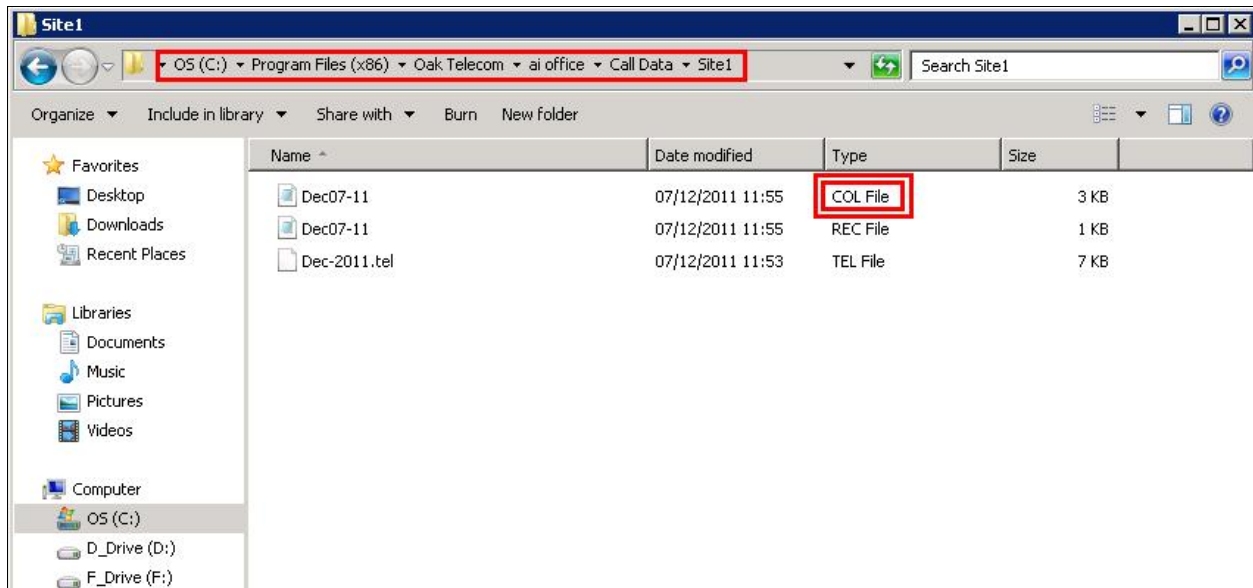 Site1
OS (C:) Program Files (x86) Oak Telecom ai office Call Data Site1 Search Site1
Organize Include in library Share with Burn New folder
Name Date modified Type Size
Favorites
Desktop
Downloads
Recent Places
Libraries
Documents
Music
Pictures
Videos
Computer
OS (C:)
D_Drive (D:)
F_Drive (F:)
Dec07-11 07/12/2011 11:55 COL File 3 KB
Dec07-11 07/12/2011 11:55 REC File 1 KB
Dec-2011.tel 07/12/2011 11:53 TEL File 7 KB